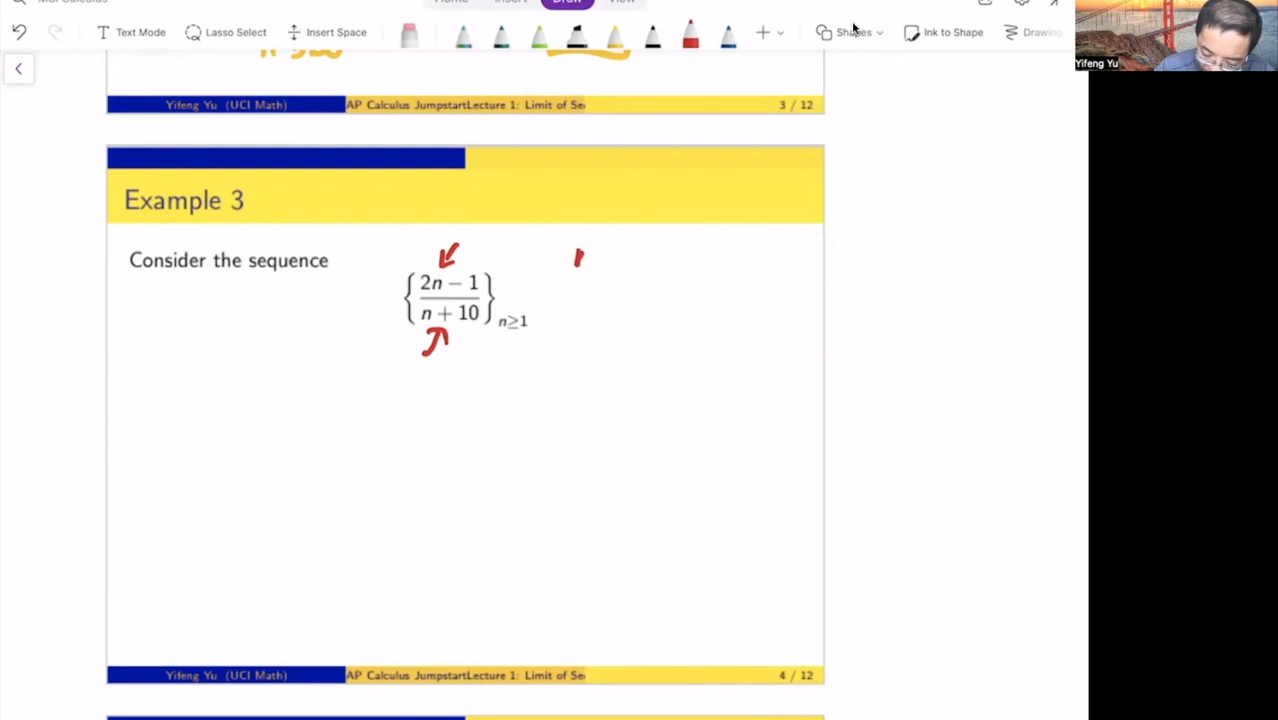 Draw
Text Mode
Lasso Select
Insert Space
Shapes
Ink to Shape
Drawing
Yifeng Yu
Yifeng Yu (UCI Math)
AP Calculus JumpstartLecture 1: Limit of Se
3 / 12
Example 3
Consider the sequence
{ 2n − 1
n + 10 } n≥1
Yifeng Yu (UCI Math)
AP Calculus JumpstartLecture 1: Limit of Se
4 / 12